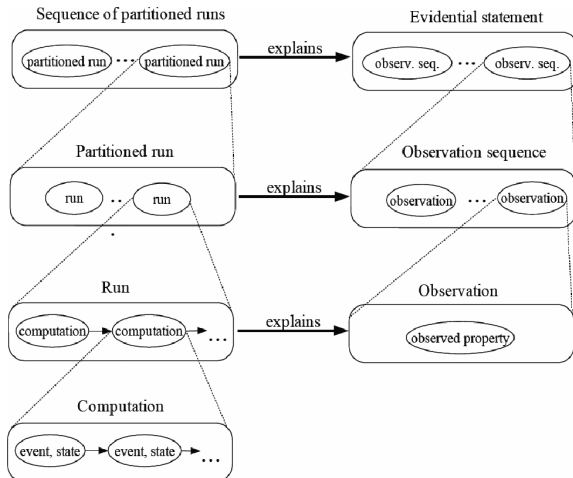 Sequence of partitioned runs
Evidential statement
partitioned run ... partitioned run
explains
observ. seq. ... observ. seq.
Partitioned run
Observation sequence
run .. run
.
explains
observation ... observation
Run
Observation
computation computation ...
explains
observed property
Computation
event, state event, state ...